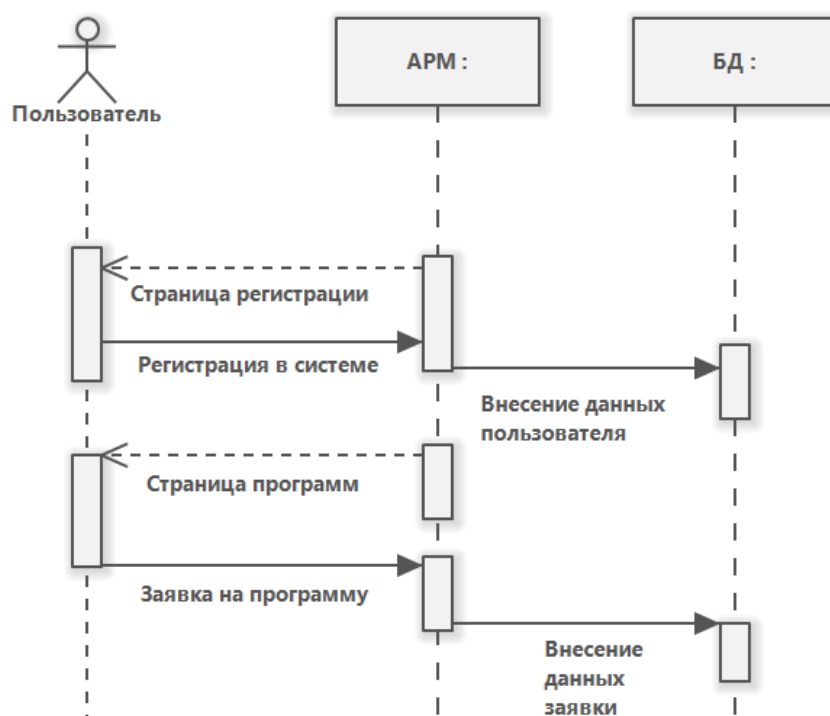 АРМ :
БД :
Пользователь
Страница регистрации
Регистрация в системе
Внесение данных
пользователя
Страница программ
Заявка на программу
Внесение
данных
заявки